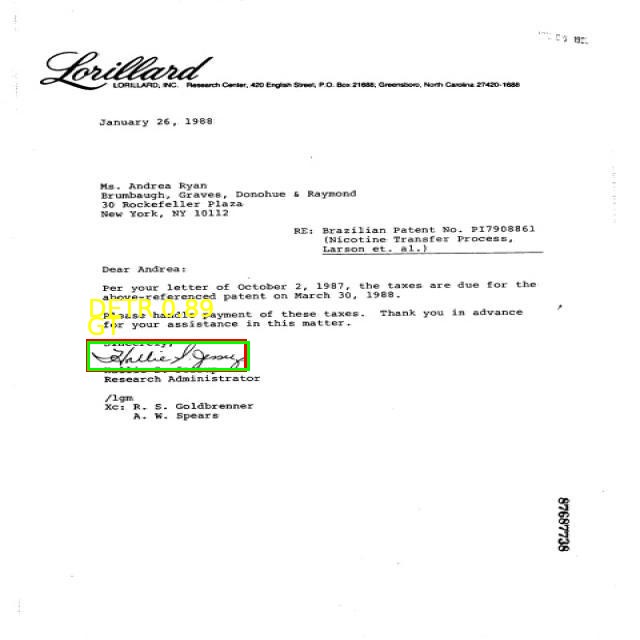 Lorillard
LORILLARD, INC. Research Center, 420 English Street, P.O. Box 21688, Greensboro, North Carolina 27420-1688
January 26, 1988
Ms. Andrea Ryan
Brumbaugh, Graves, Donohue & Raymond
30 Rockefeller Plaza
New York, NY 10112
RE: Brazilian Patent No. PI7908861
(Nicotine Transfer Process,
Larson et. al.)
Dear Andrea:
Per your letter of October 2, 1987, the taxes are due for the
above-referenced patent on March 30, 1988.
DETR 0.89
Please handle payment of these taxes. Thank you in advance
GT
for your assistance in this matter.
Sincerely,
Hallie
Research Administrator
/lgm
Xc: R. S. Goldbrenner
A. W. Spears
87687738